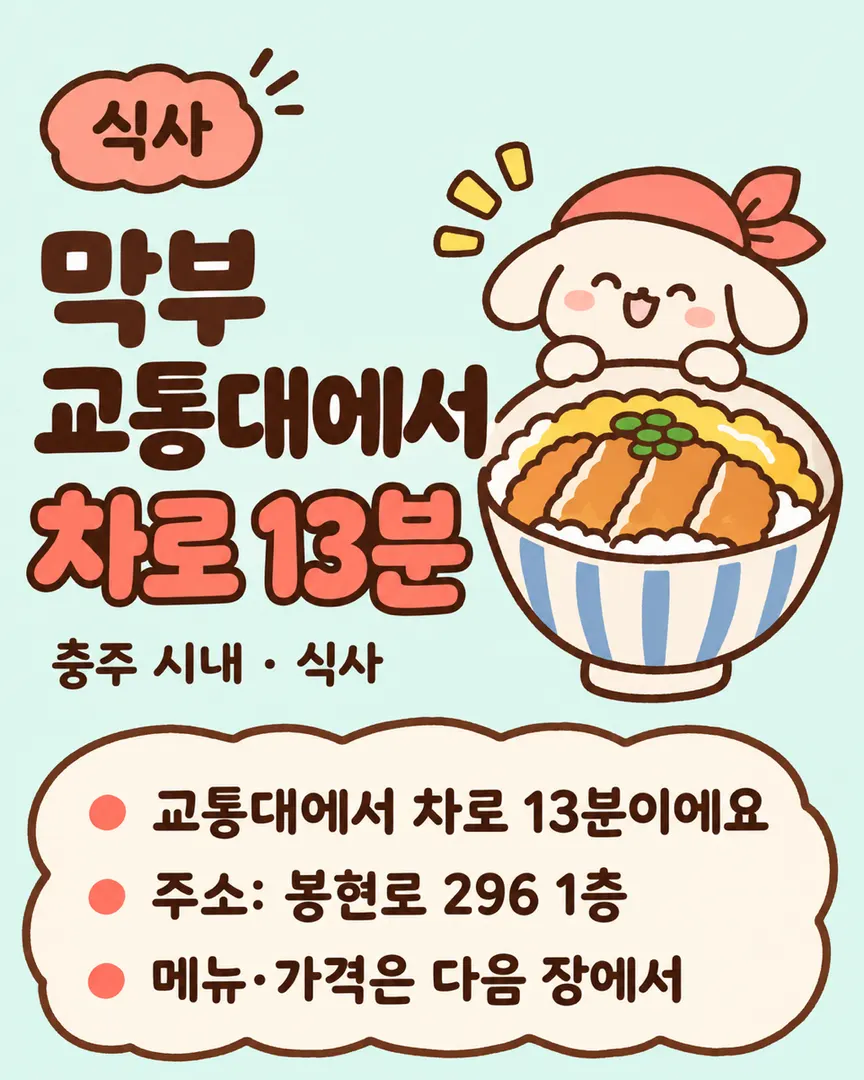 식사
막부
교통대에서
차로 13분
충주 시내 · 식사
교통대에서 차로 13분이에요
주소: 봉현로 296 1층
메뉴·가격은 다음 장에서